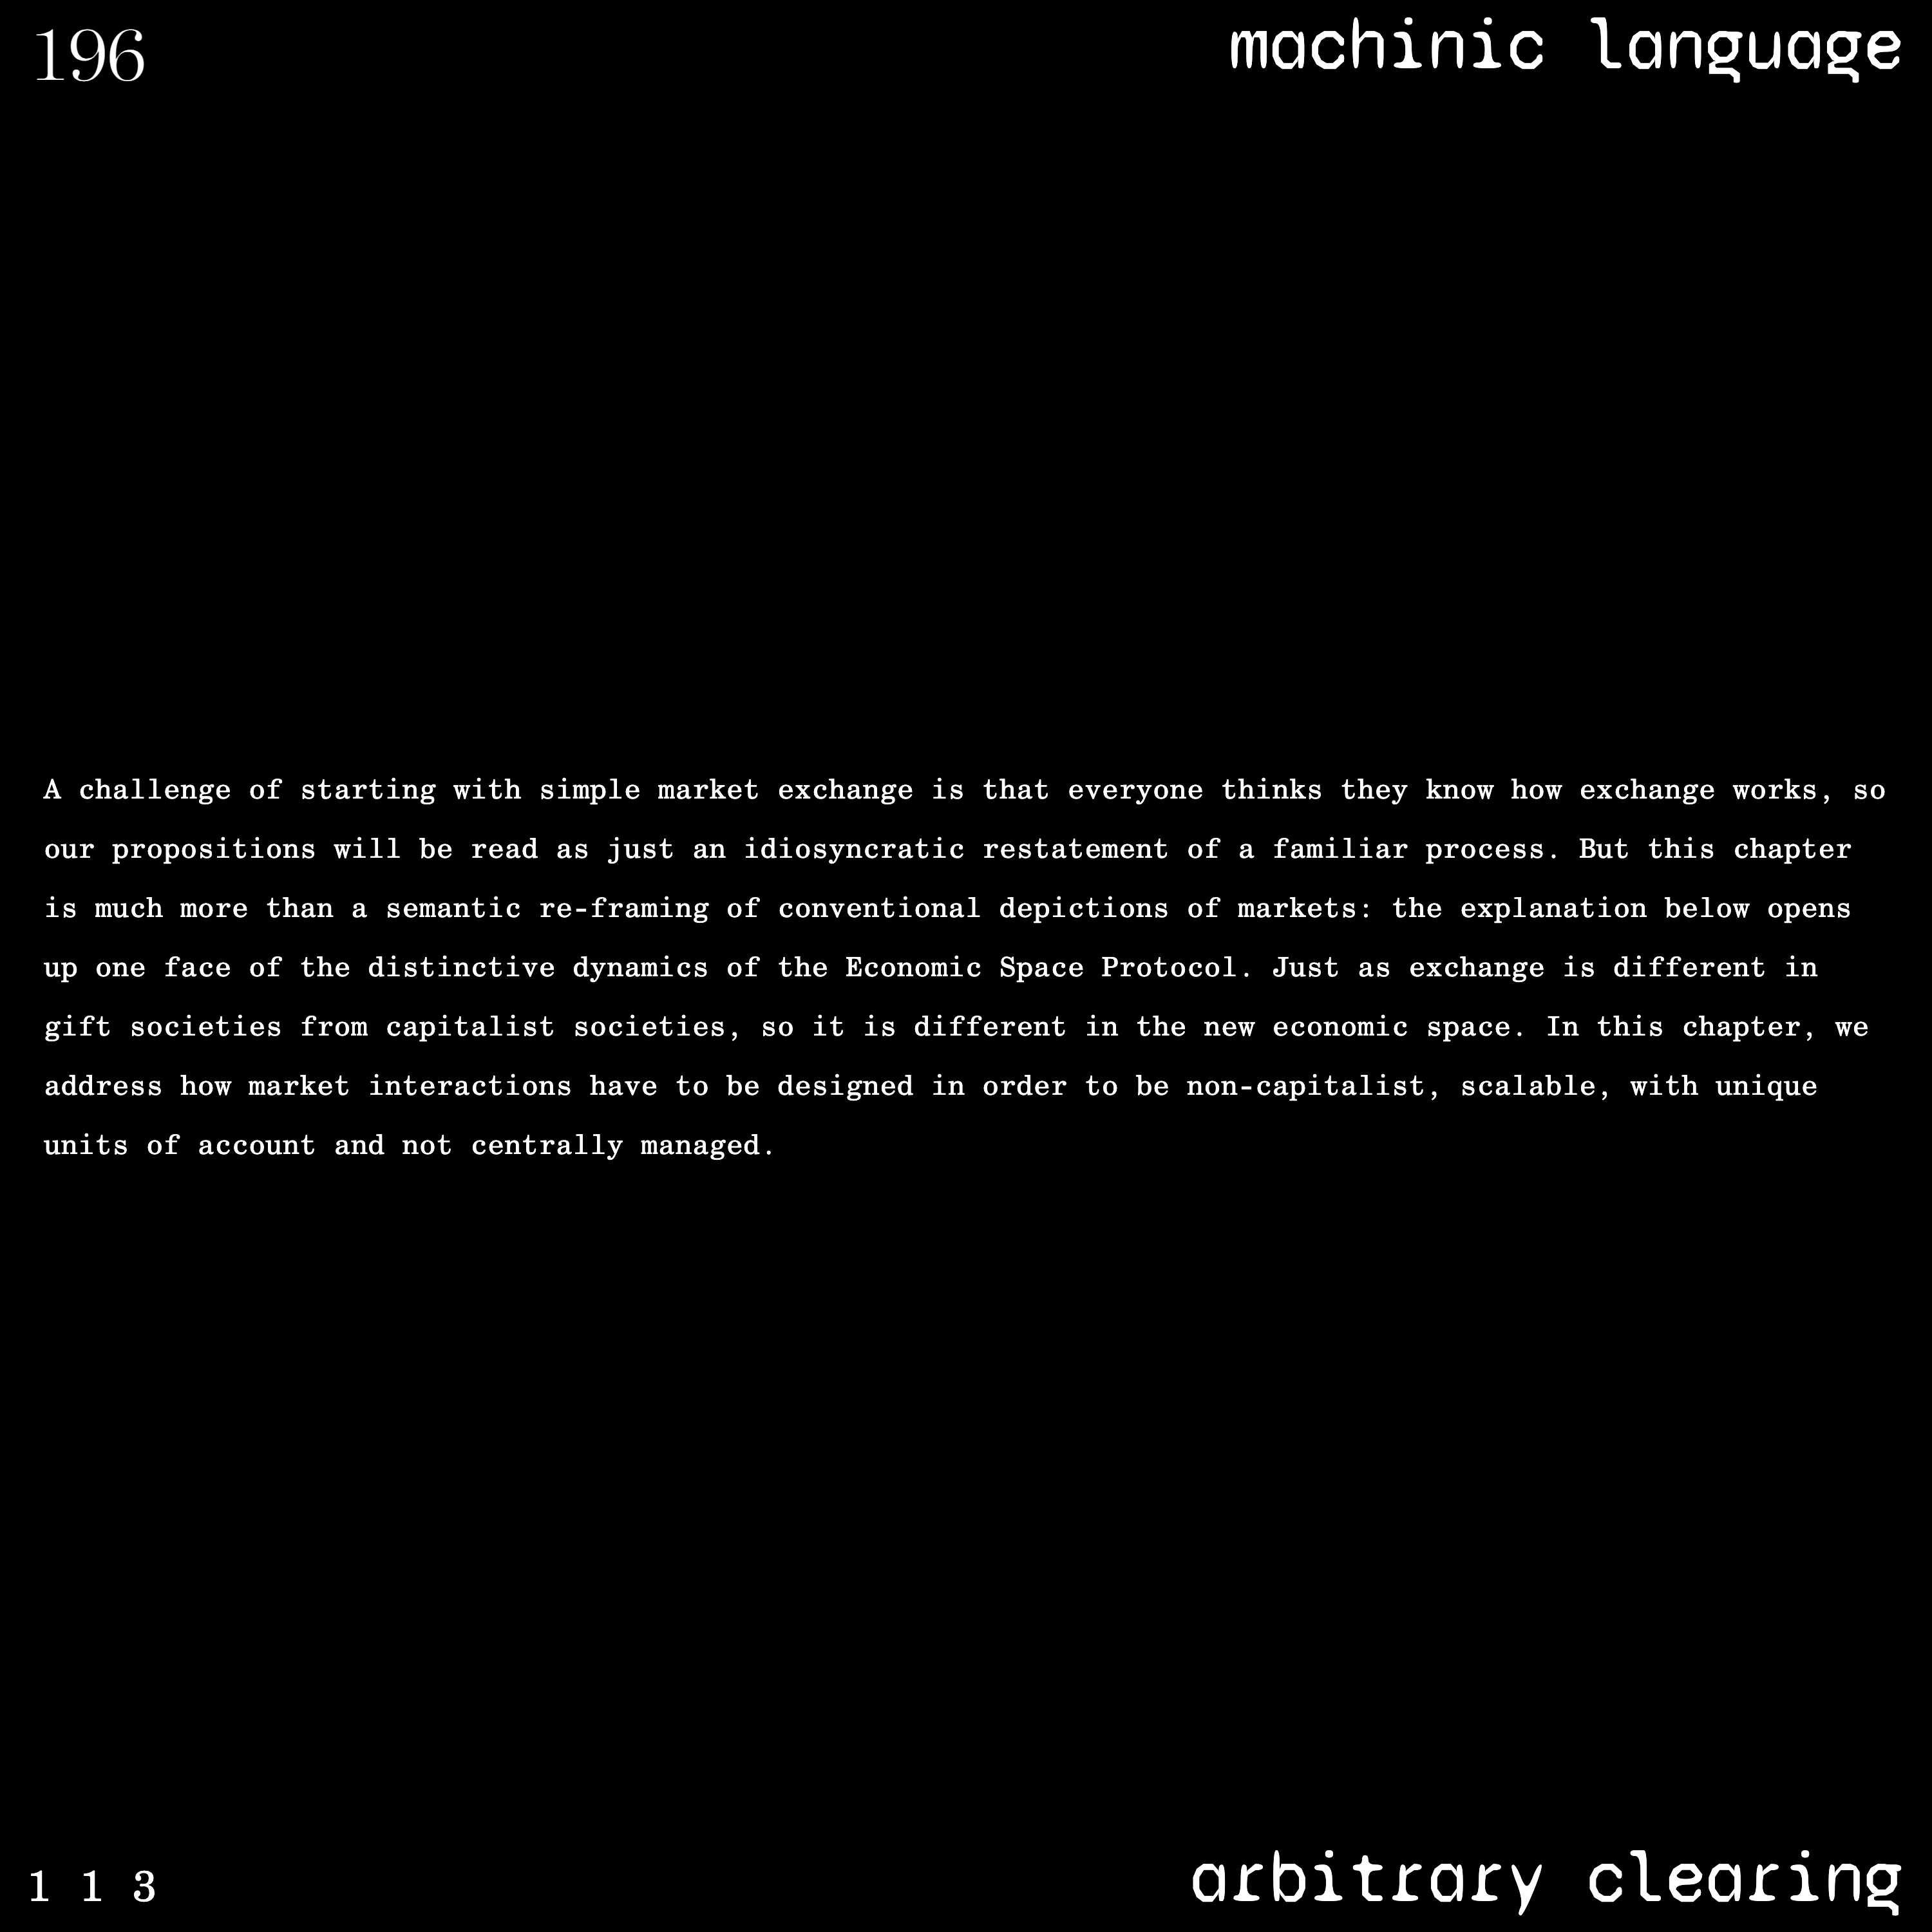 196
machinic language
A challenge of starting with simple market exchange is that everyone thinks they know how exchange works, so
our propositions will be read as just an idiosyncratic restatement of a familiar process. But this chapter
is much more than a semantic re-framing of conventional depictions of markets: the explanation below opens
up one face of the distinctive dynamics of the Economic Space Protocol. Just as exchange is different in
gift societies from capitalist societies, so it is different in the new economic space. In this chapter, we
address how market interactions have to be designed in order to be non-capitalist, scalable, with unique
units of account and not centrally managed.
1 1 3
arbitrary clearing